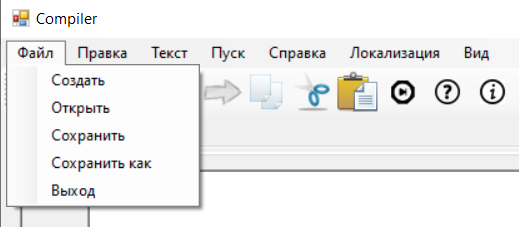 Compiler
Файл Правка Текст Пуск Справка Локализация Вид
Создать
Открыть
Сохранить
Сохранить как
Выход